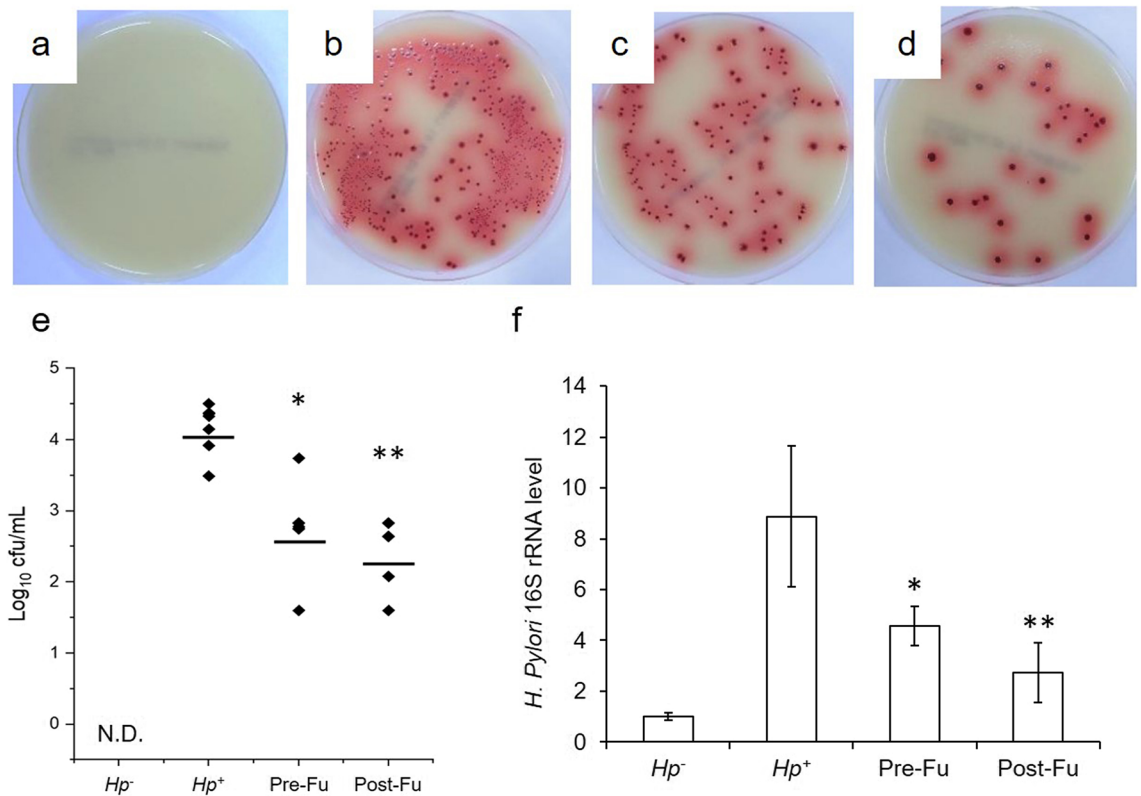 a
b
c
d
e
f
5
4
3
2
1
0
Log10 cfu/mL
*
**
N.D.
Hp-
Hp+
Pre-Fu
Post-Fu
14
12
10
8
6
4
2
0
H. Pylori 16S rRNA level
*
**
Hp-
Hp+
Pre-Fu
Post-Fu